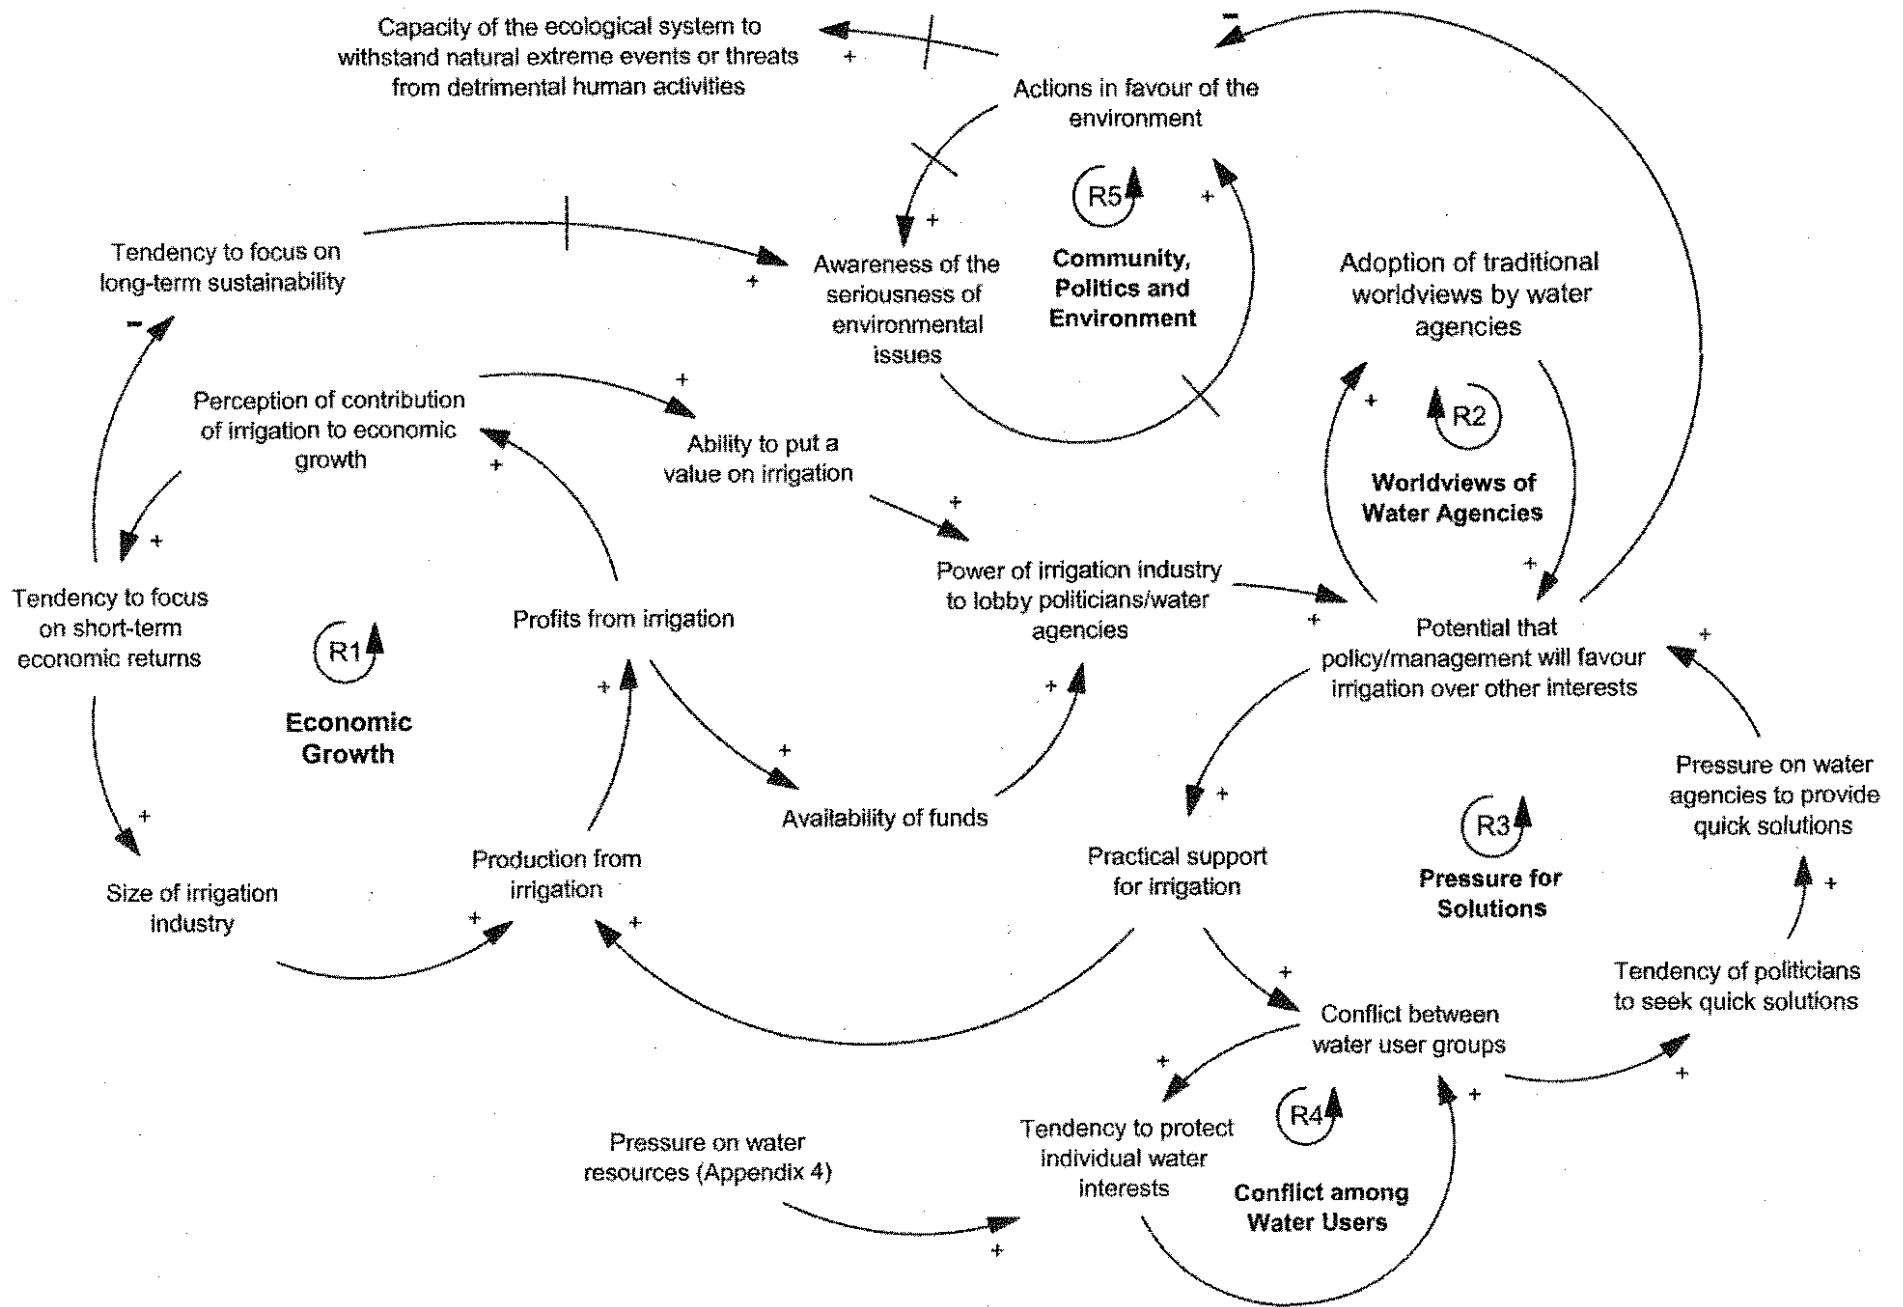 Capacity of the ecological system to
withstand natural extreme events or threats
from detrimental human activities
+
-
Actions in favour of the
environment
R5
+
+
Community,
Politics and
Environment
Tendency to focus on
long-term sustainability
-
+
Awareness of the
seriousness of
environmental
issues
Adoption of traditional
worldviews by water
agencies
+
R2
Worldviews of
Water Agencies
+
Perception of contribution
of irrigation to economic
growth
+
+
+
Ability to put a
value on irrigation
+
Tendency to focus
on short-term
economic returns
R1
Economic
Growth
Profits from irrigation
+
Power of irrigation industry
to lobby politicians/water
agencies
+
+
Potential that
policy/management will favour
irrigation over other interests
+
+
Availability of funds
+
Pressure on water
agencies to provide
quick solutions
+
+
R3
Pressure for
Solutions
Size of irrigation
industry
+
Production from
irrigation
+
Practical support
for irrigation
+
Tendency of politicians
to seek quick solutions
+
Conflict between
water user groups
+
+
R4
Conflict among
Water Users
Pressure on water
resources (Appendix 4)
+
Tendency to protect
individual water
interests